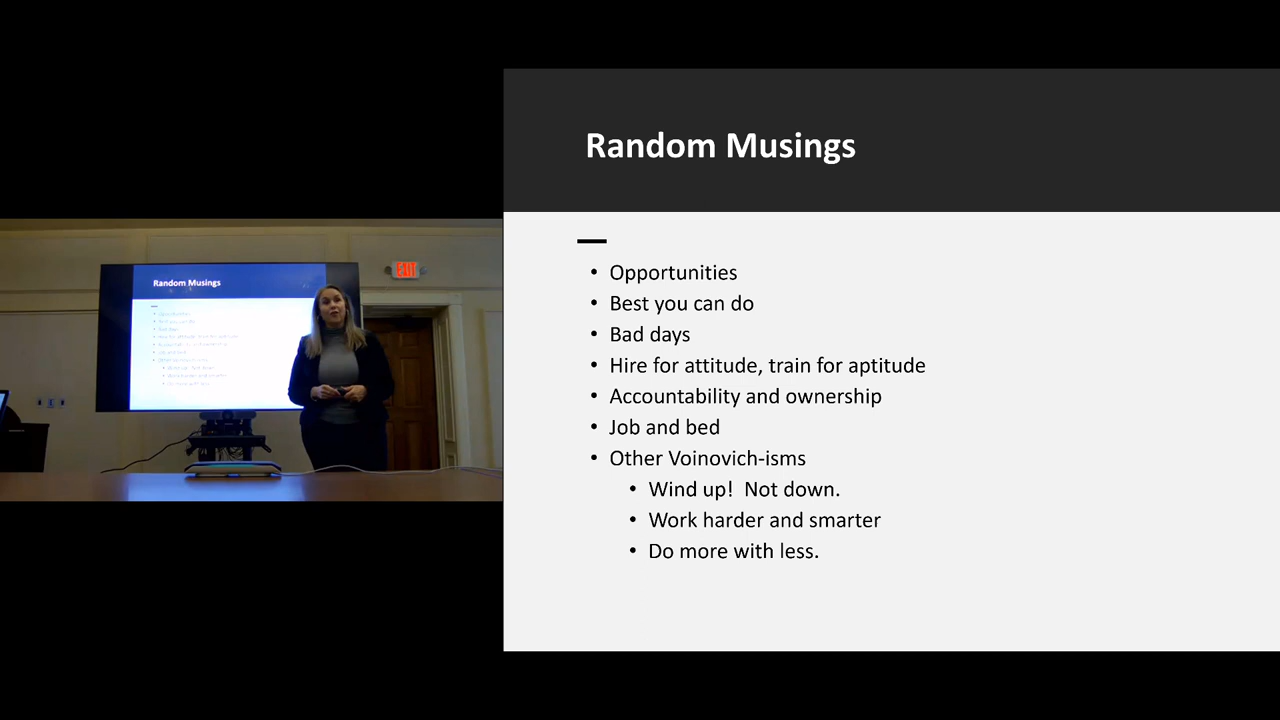 Random Musings
• Opportunities
• Best you can do
• Bad days
• Hire for attitude, train for aptitude
• Accountability and ownership
• Job and bed
• Other Voinovich-isms
• Wind up!  Not down.
• Work harder and smarter
• Do more with less.
Random Musings
EXIT